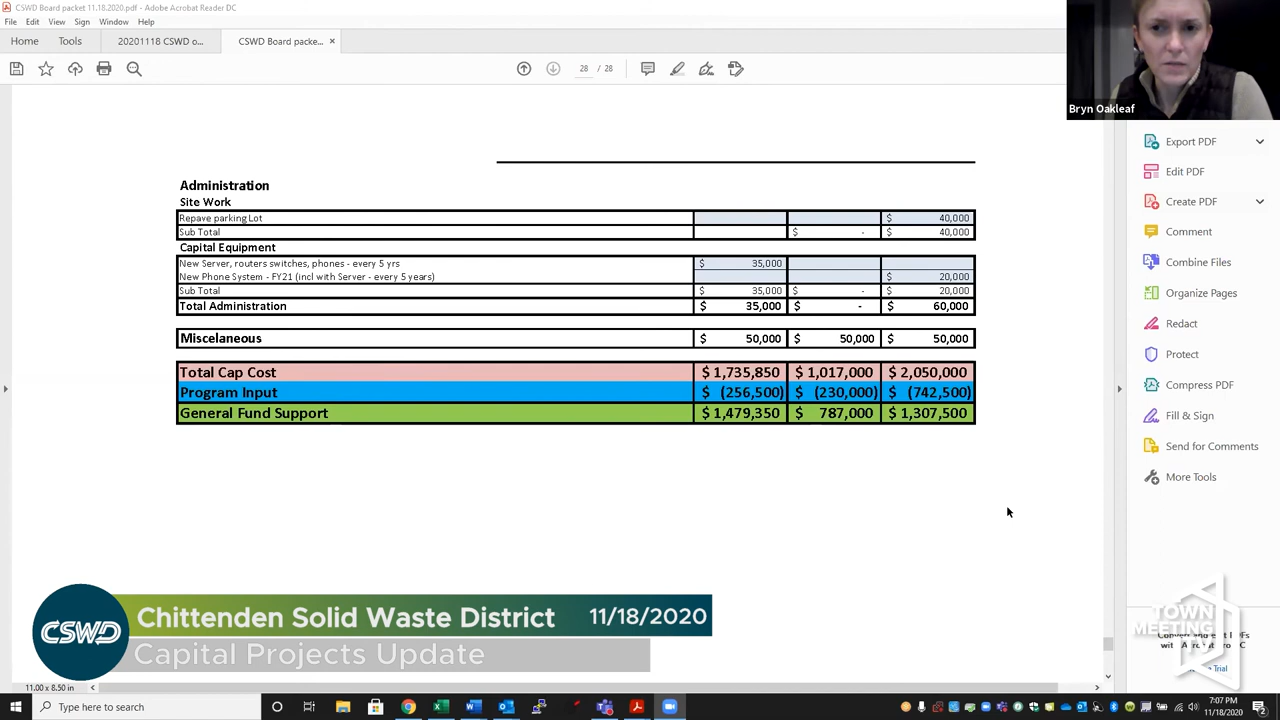 CSWD Board packet 11.18.2020.pdf - Adobe Acrobat Reader DC
File Edit View Sign Window Help
Home Tools 20201118 CSWD o... CSWD Board packe... ×
28 / 28
Bryn Oakleaf
Export PDF
Edit PDF
Create PDF
Comment
Combine Files
Organize Pages
Redact
Protect
Compress PDF
Fill & Sign
Send for Comments
More Tools
Administration
Site Work
Repave parking Lot $ 40,000
Sub Total $ - $ 40,000
Capital Equipment
New Server, routers switches, phones - every 5 yrs $ 35,000
New Phone System - FY21 (incl with Server - every 5 years) $ 20,000
Sub Total $ 35,000 $ - $ 20,000
Total Administration $ 35,000 $ - $ 60,000
Miscelaneous $ 50,000 $ 50,000 $ 50,000
Total Cap Cost $ 1,735,850 $ 1,017,000 $ 2,050,000
Program Input $ (256,500) $ (230,000) $ (742,500)
General Fund Support $ 1,479,350 $ 787,000 $ 1,307,500
CSWD
Chittenden Solid Waste District 11/18/2020
Capital Projects Update
TOWN
MEETING
TV
Trial
11.00 x 8.50 in
Type here to search
7:07 PM
11/18/2020